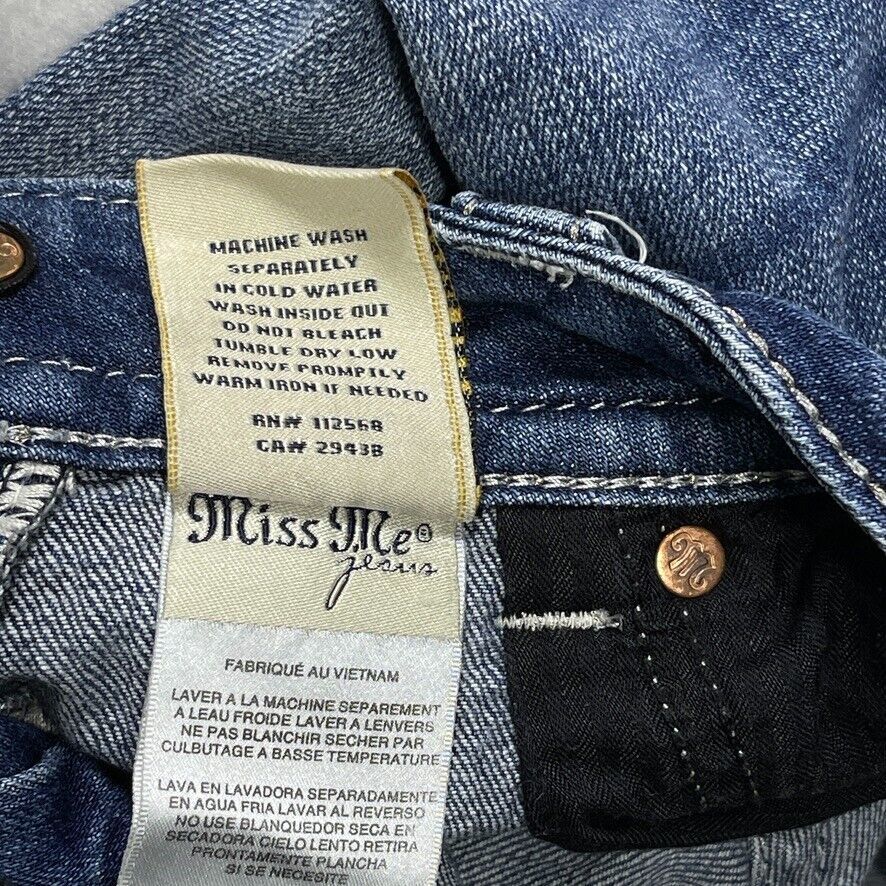 MACHINE WASH
SEPARATELY
IN COLD WATER
WASH INSIDE OUT
DO NOT BLEACH
TUMBLE DRY LOW
REMOVE PROMPTLY
WARM IRON IF NEEDED
RN# 112568
CA# 29438
Miss Me®
jeans
FABRIQUÉ AU VIETNAM
LAVER A LA MACHINE SEPAREMENT
A LEAU FROIDE LAVER A LENVERS
NE PAS BLANCHIR SECHER PAR
CULBUTAGE A BASSE TEMPERATURE
LAVA EN LAVADORA SEPARADAMENTE
EN AGUA FRIA LAVAR AL REVERSO
NO USE BLANQUEDOR SECA EN
SECADORA CIELO LENTO RETIRA
PRONTAMENTE PLANCHA
SI SE NECESITE
M